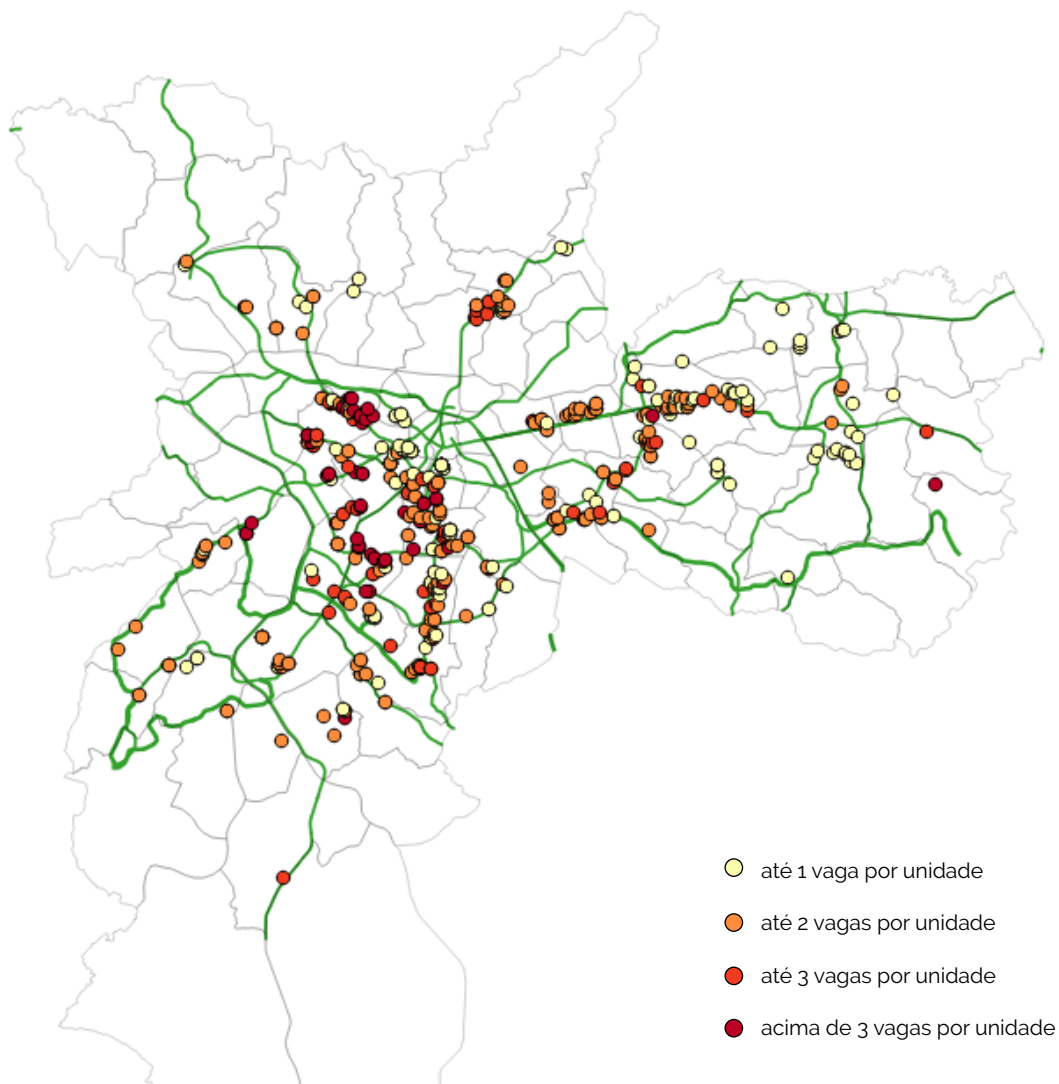 até 1 vaga por unidade
até 2 vagas por unidade
até 3 vagas por unidade
acima de 3 vagas por unidade